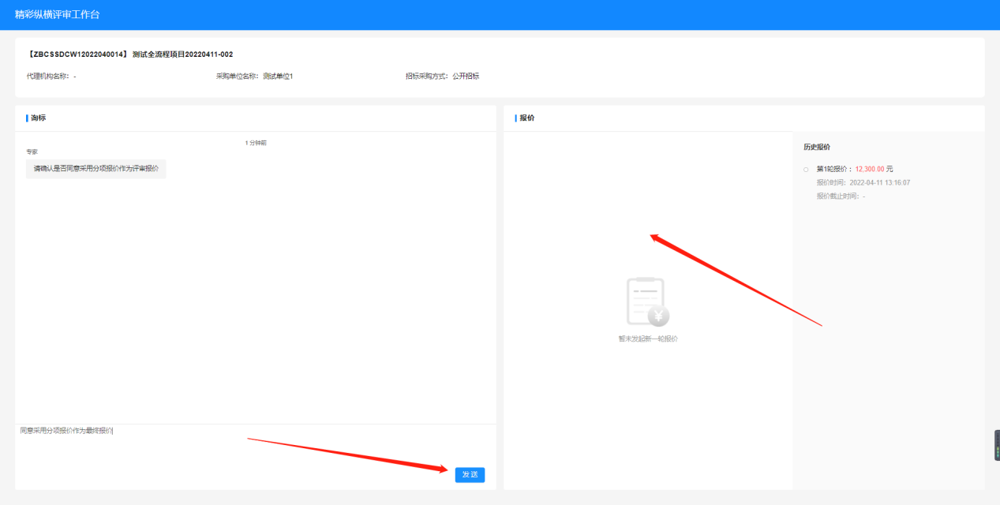 精彩纵横评审工作台
【ZBCSSDCW12022040014】 测试全流程项目20220411-002
代理机构名称: -
采购单位名称: 测试单位1
招标采购方式: 公开招标
询标
1 分钟前
专家
请确认是否同意采用分项报价作为评审报价
同意采用分项报价作为最终报价
发 送
报价
暂未发起新一轮报价
历史报价
第1轮报价: 12,300.00 元
报价时间: 2022-04-11 13:16:07
报价截止时间: -